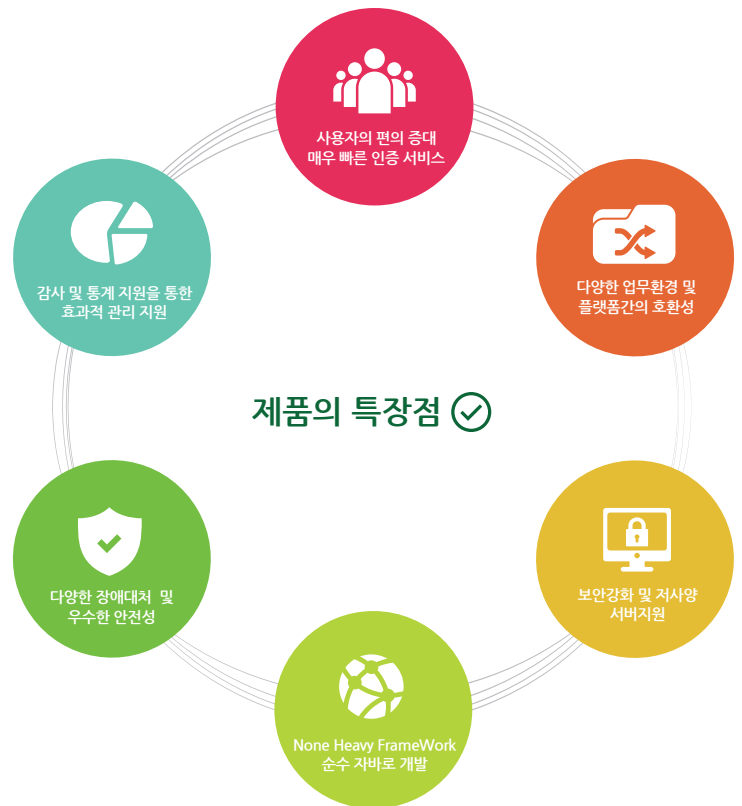 사용자의 편의 증대
매우 빠른 인증 서비스
다양한 업무환경 및
플랫폼간의 호환성
보안강화 및 저사양
서버지원
None Heavy FrameWork
순수 자바로 개발
다양한 장애대처 및
우수한 안전성
감사 및 통계 지원을 통한
효과적 관리 지원
제품의 특장점